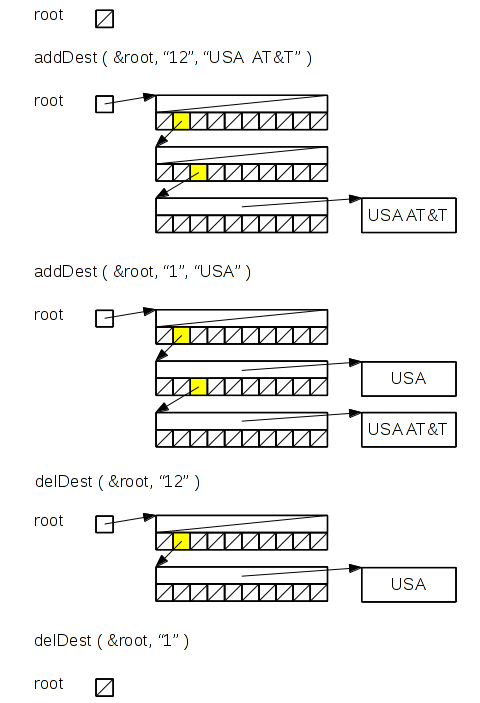 root
addDest ( &root, “12”, “USA AT&T” )
root
USA AT&T
addDest ( &root, “1”, “USA” )
root
USA
USA AT&T
delDest ( &root, “12” )
root
USA
delDest ( &root, “1” )
root